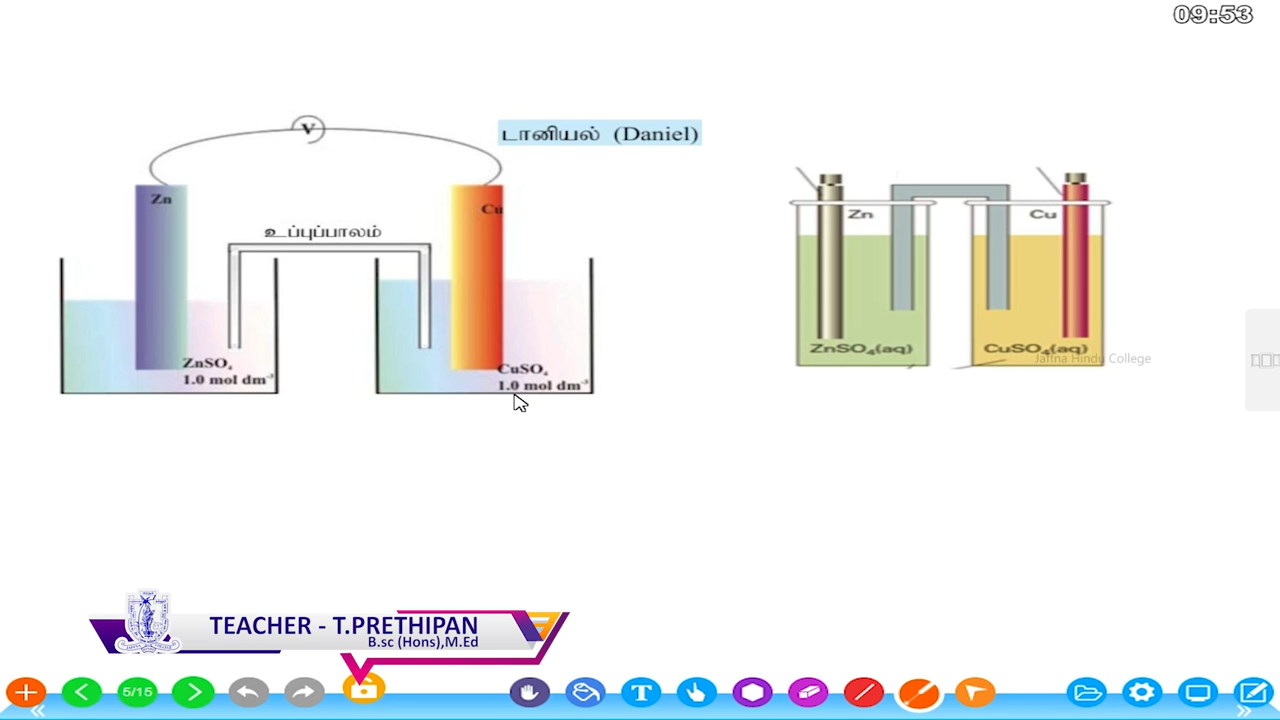 09:53
டானியல் (Daniel)
V
Zn
Cu
உப்புப்பாலம்
ZnSO₄
1.0 mol dm⁻³
CuSO₄
1.0 mol dm⁻³
Zn
Cu
ZnSO₄(aq)
CuSO₄(aq)
Jaffna Hindu College
TEACHER - T.PRETHIPAN
B.sc (Hons),M.Ed
5/15
T